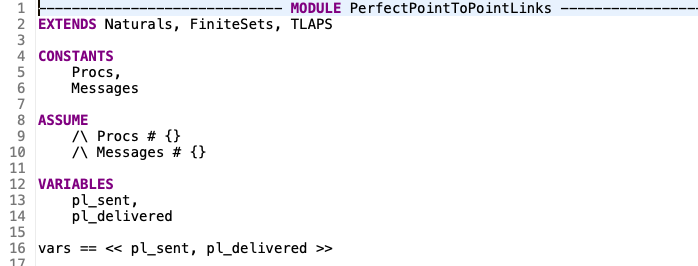 1 ----------------------------- MODULE PerfectPointToPointLinks -----------------
2 EXTENDS Naturals, FiniteSets, TLAPS
3
4 CONSTANTS
5     Procs,
6     Messages
7
8 ASSUME
9     /\ Procs # {}
10     /\ Messages # {}
11
12 VARIABLES
13     pl_sent,
14     pl_delivered
15
16 vars == << pl_sent, pl_delivered >>
17